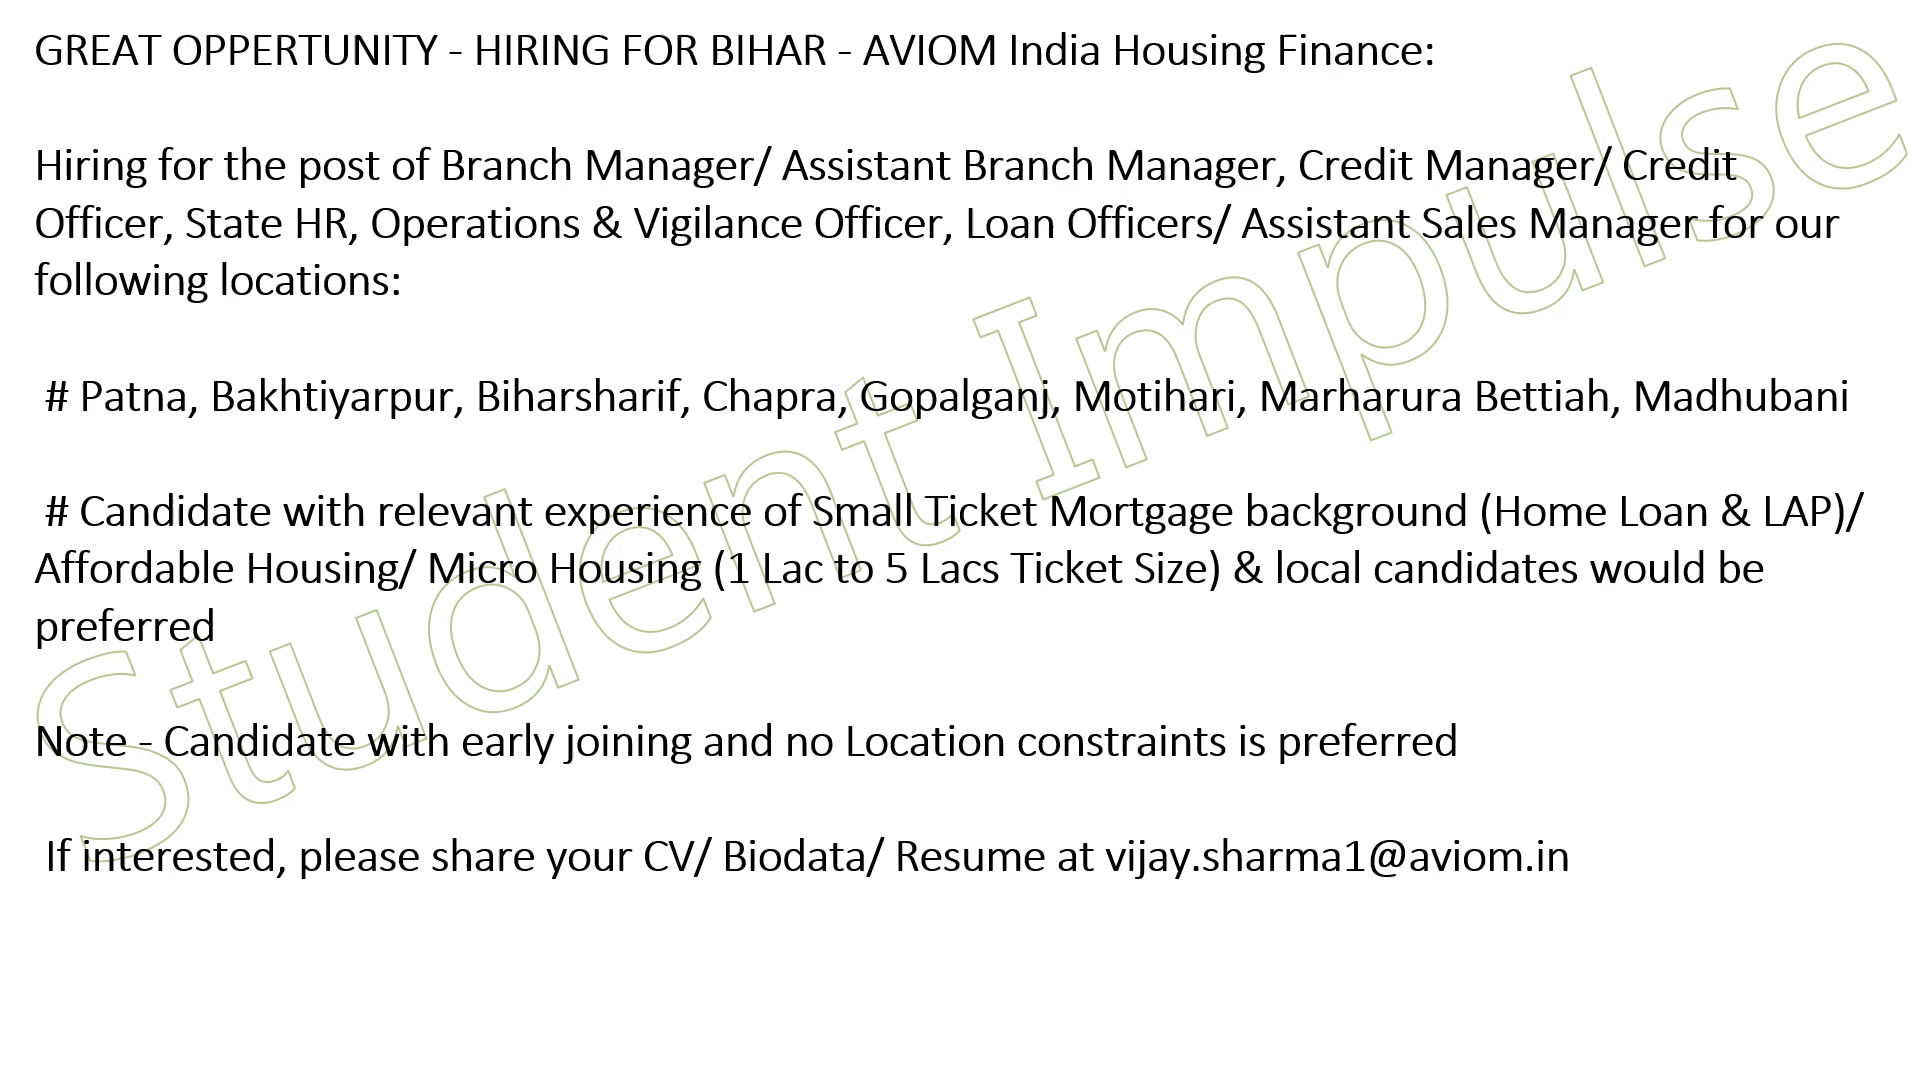 GREAT OPPERTUNITY - HIRING FOR BIHAR - AVIOM India Housing Finance:
Hiring for the post of Branch Manager/ Assistant Branch Manager, Credit Manager/ Credit
Officer, State HR, Operations & Vigilance Officer, Loan Officers/ Assistant Sales Manager for our
following locations:
# Patna, Bakhtiyarpur, Biharsharif, Chapra, Gopalganj, Motihari, Marharura Bettiah, Madhubani
# Candidate with relevant experience of Small Ticket Mortgage background (Home Loan & LAP)/
Affordable Housing/ Micro Housing (1 Lac to 5 Lacs Ticket Size) & local candidates would be
preferred
Note - Candidate with early joining and no Location constraints is preferred
If interested, please share your CV/ Biodata/ Resume at vijay.sharma1@aviom.in
Student Impulse